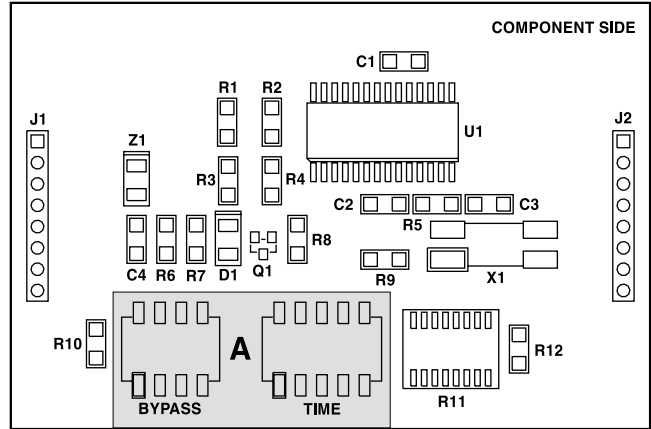 COMPONENT SIDE
C1
R1 R2
J1 J2
Z1 U1
R3 R4
C2 R5 C3
C4 R6 R7 D1 Q1 R8
R9 X1
R10 A R12
BYPASS TIME R11